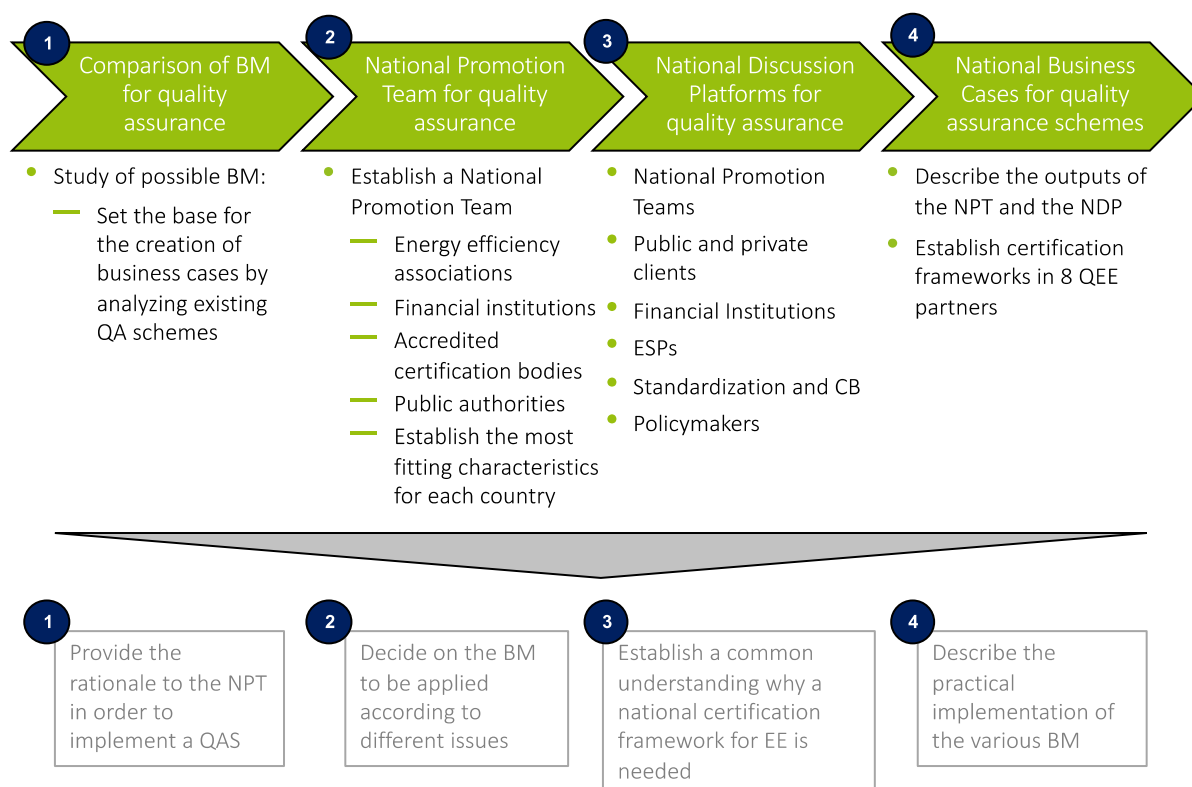 1
Comparison of BM
for quality
assurance
2
National Promotion
Team for quality
assurance
3
National Discussion
Platforms for
quality assurance
4
National Business
Cases for quality
assurance schemes
• Study of possible BM:
— Set the base for
the creation of
business cases by
analyzing existing
QA schemes
• Establish a National
Promotion Team
— Energy efficiency
associations
— Financial institutions
— Accredited
certification bodies
— Public authorities
— Establish the most
fitting characteristics
for each country
• National Promotion
Teams
• Public and private
clients
• Financial Institutions
• ESPs
• Standardization and CB
• Policymakers
• Describe the outputs of
the NPT and the NDP
• Establish certification
frameworks in 8 QEE
partners
1
Provide the
rationale to the NPT
in order to
implement a QAS
2
Decide on the BM
to be applied
according to
different issues
3
Establish a common
understanding why a
national certification
framework for EE is
needed
4
Describe the
practical
implementation of
the various BM